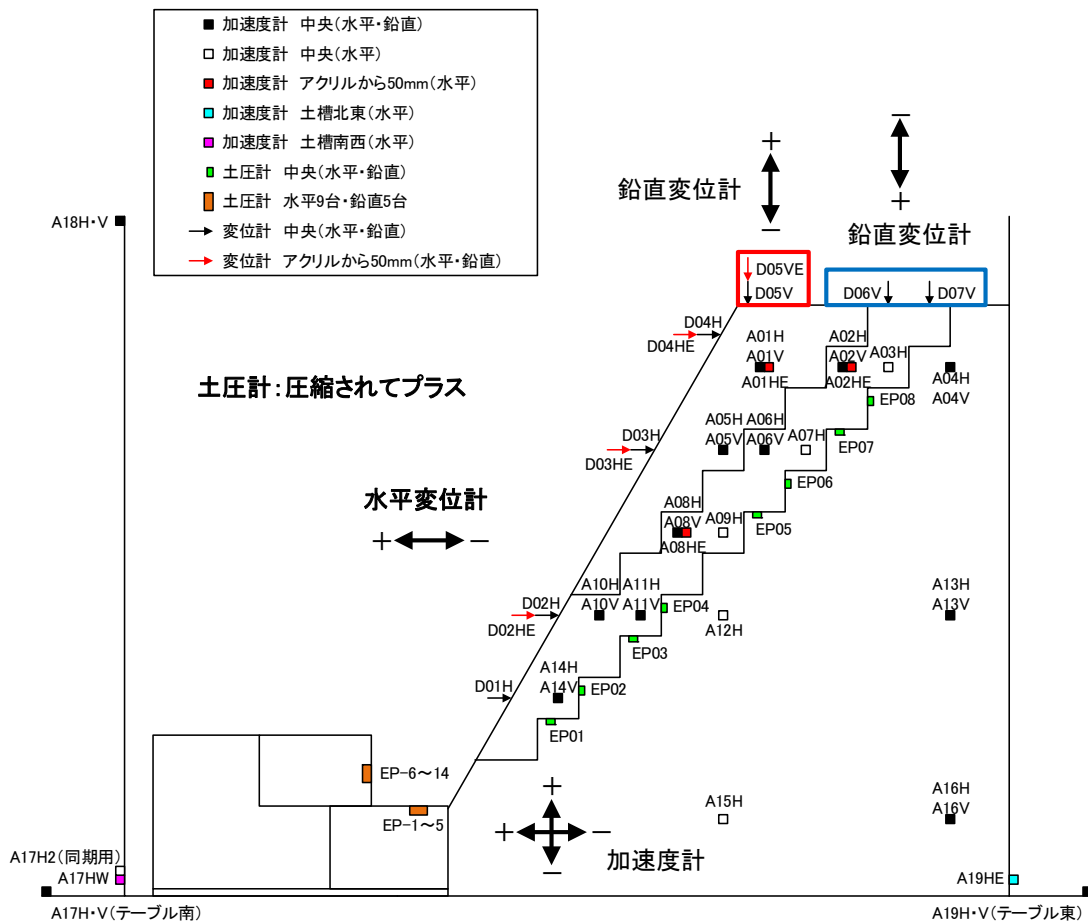 加速度計 中央(水平・鉛直)
加速度計 中央(水平)
加速度計 アクリルから50mm(水平)
加速度計 土槽北東(水平)
加速度計 土槽南西(水平)
土圧計 中央(水平・鉛直)
土圧計 水平9台・鉛直5台
変位計 中央(水平・鉛直)
変位計 アクリルから50mm(水平・鉛直)
A18H・V
鉛直変位計
+
−
−
+
鉛直変位計
D05VE
D05V
D06V
D07V
D04H
D04HE
A01H
A01V
A01HE
A02H
A02V
A02HE
A03H
A04H
A04V
EP08
土圧計:圧縮されてプラス
D03H
D03HE
A05H
A05V
A06H
A06V
A07H
EP07
EP06
水平変位計
+
−
A08H
A08V
A08HE
A09H
EP05
D02H
D02HE
A10H
A10V
A11H
A11V
EP04
A12H
A13H
A13V
EP03
D01H
A14H
A14V
EP02
EP01
EP-6〜14
EP-1〜5
+
+
−
−
加速度計
A15H
A16H
A16V
A17H2(同期用)
A17HW
A17H・V(テーブル南)
A19HE
A19H・V(テーブル東)